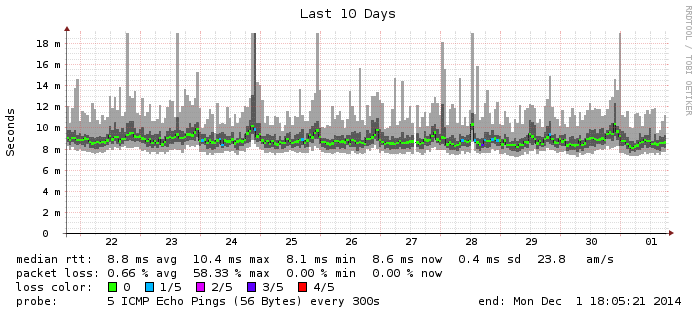 Last 10 Days
RRDTOOL / TOBI OETIKER
Seconds
18 m
16 m
14 m
12 m
10 m
8 m
6 m
4 m
2 m
0
22 23 24 25 26 27 28 29 30 01
median rtt: 8.8 ms avg 10.4 ms max 8.1 ms min 8.6 ms now 0.4 ms sd 23.8 am/s
packet loss: 0.66 % avg 58.33 % max 0.00 % min 0.00 % now
loss color: 0 1/5 2/5 3/5 4/5
probe: 5 ICMP Echo Pings (56 Bytes) every 300s end: Mon Dec 1 18:05:21 2014